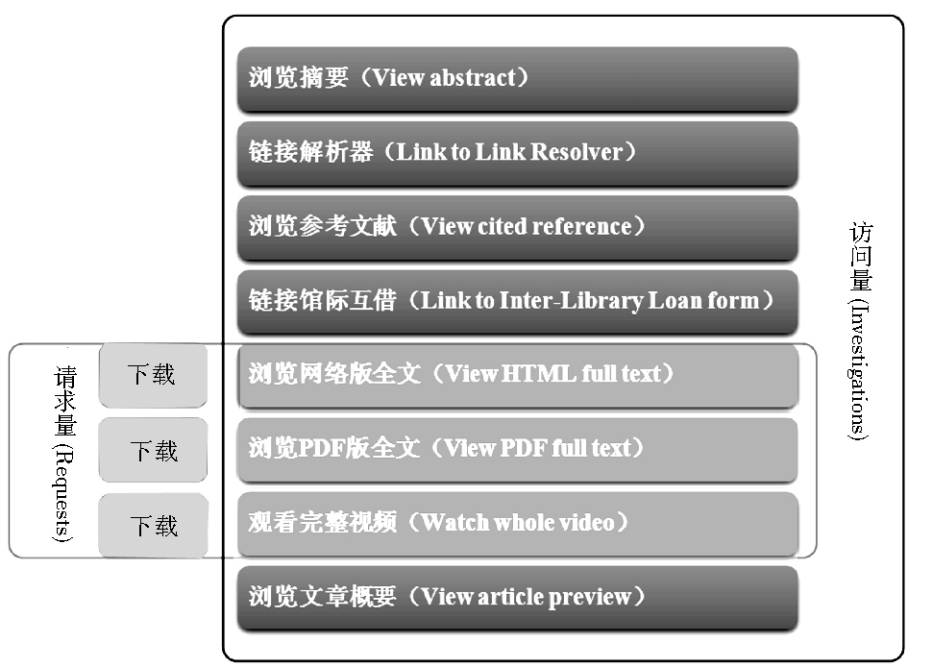 浏览摘要（View abstract）
链接解析器（Link to Link Resolver）
浏览参考文献（View cited reference）
链接馆际互借（Link to Inter-Library Loan form）
访问量 (Investigations)
请求量 (Requests)
下载 浏览网络版全文（View HTML full text）
下载 浏览PDF版全文（View PDF full text）
下载 观看完整视频（Watch whole video）
浏览文章概要（View article preview）